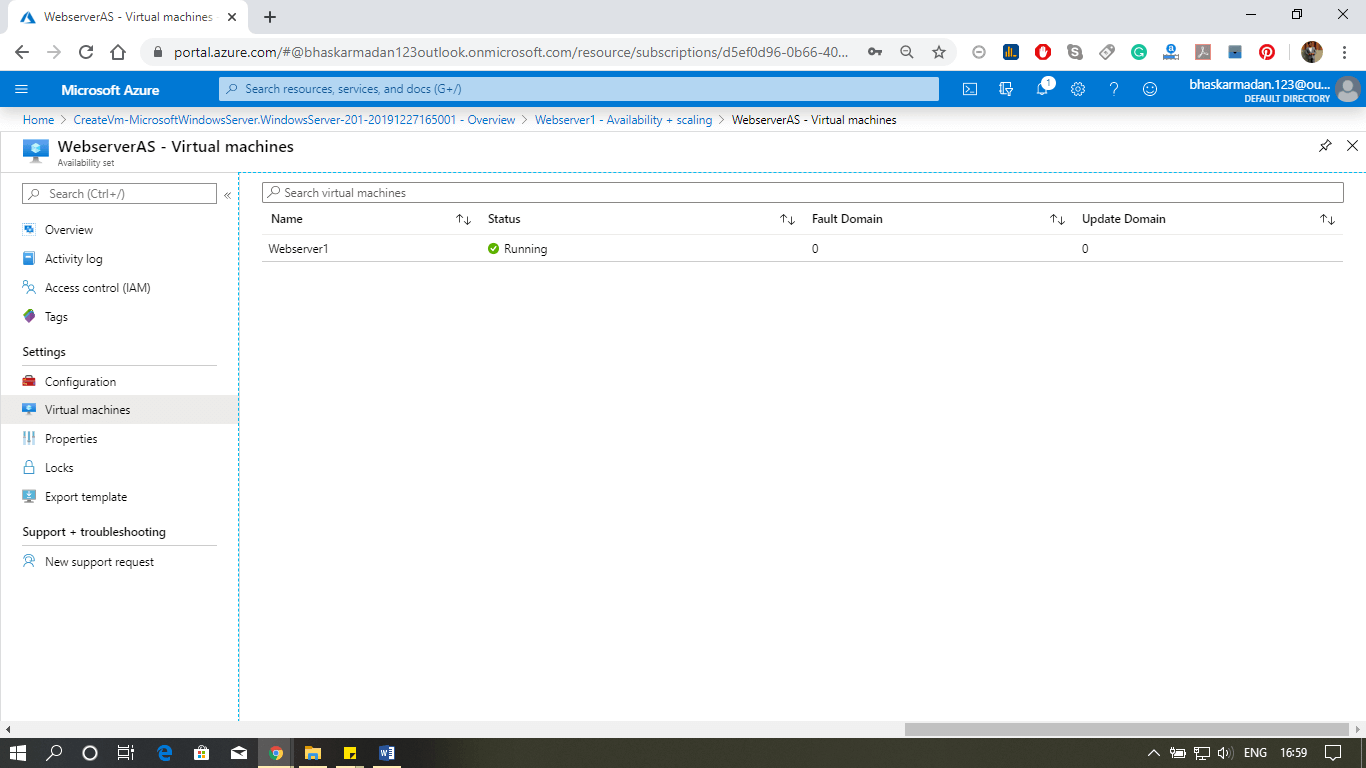 WebserverAS - Virtual machines
portal.azure.com/#@bhaskarmadan123outlook.onmicrosoft.com/resource/subscriptions/d5ef0d96-0b66-40...
Microsoft Azure
Search resources, services, and docs (G+/)
1
bhaskarmadan.123@ou...
DEFAULT DIRECTORY
Home > CreateVm-MicrosoftWindowsServer.WindowsServer-201-20191227165001 - Overview > Webserver1 - Availability + scaling > WebserverAS - Virtual machines
WebserverAS - Virtual machines
Availability set
Search (Ctrl+/)
«
Overview
Activity log
Access control (IAM)
Tags
Settings
Configuration
Virtual machines
Properties
Locks
Export template
Support + troubleshooting
New support request
Search virtual machines
Name Status Fault Domain Update Domain
Webserver1 Running 0 0
ENG 16:59